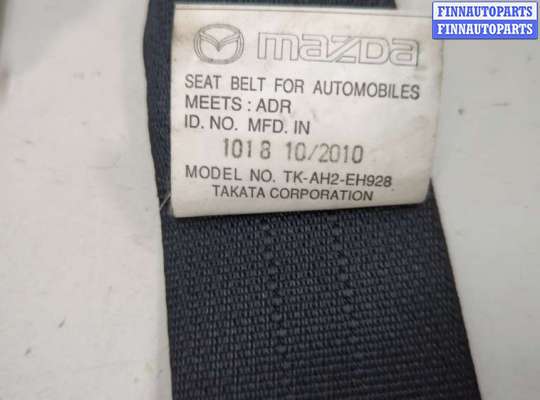 FINNAUTOPARTS
FINNAUTOPARTS
mazda
SEAT BELT FOR AUTOMOBILES
MEETS : ADR
ID. NO. MFD. IN
1018 10/2010
MODEL NO. TK-AH2-EH928
TAKATA CORPORATION